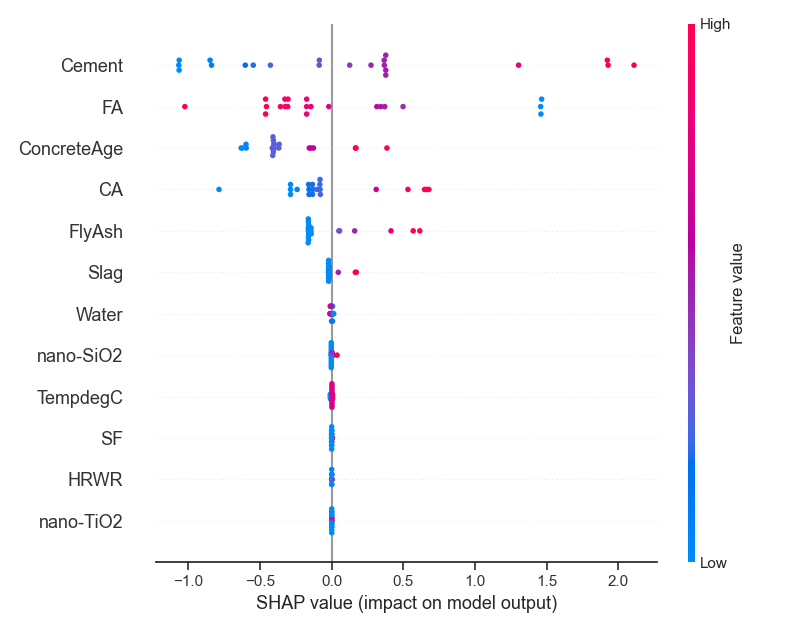 High
Cement
FA
ConcreteAge
CA
FlyAsh
Slag
Water
nano-SiO2
TempdegC
SF
HRWR
nano-TiO2
Feature value
Low
−1.0 −0.5 0.0 0.5 1.0 1.5 2.0
SHAP value (impact on model output)